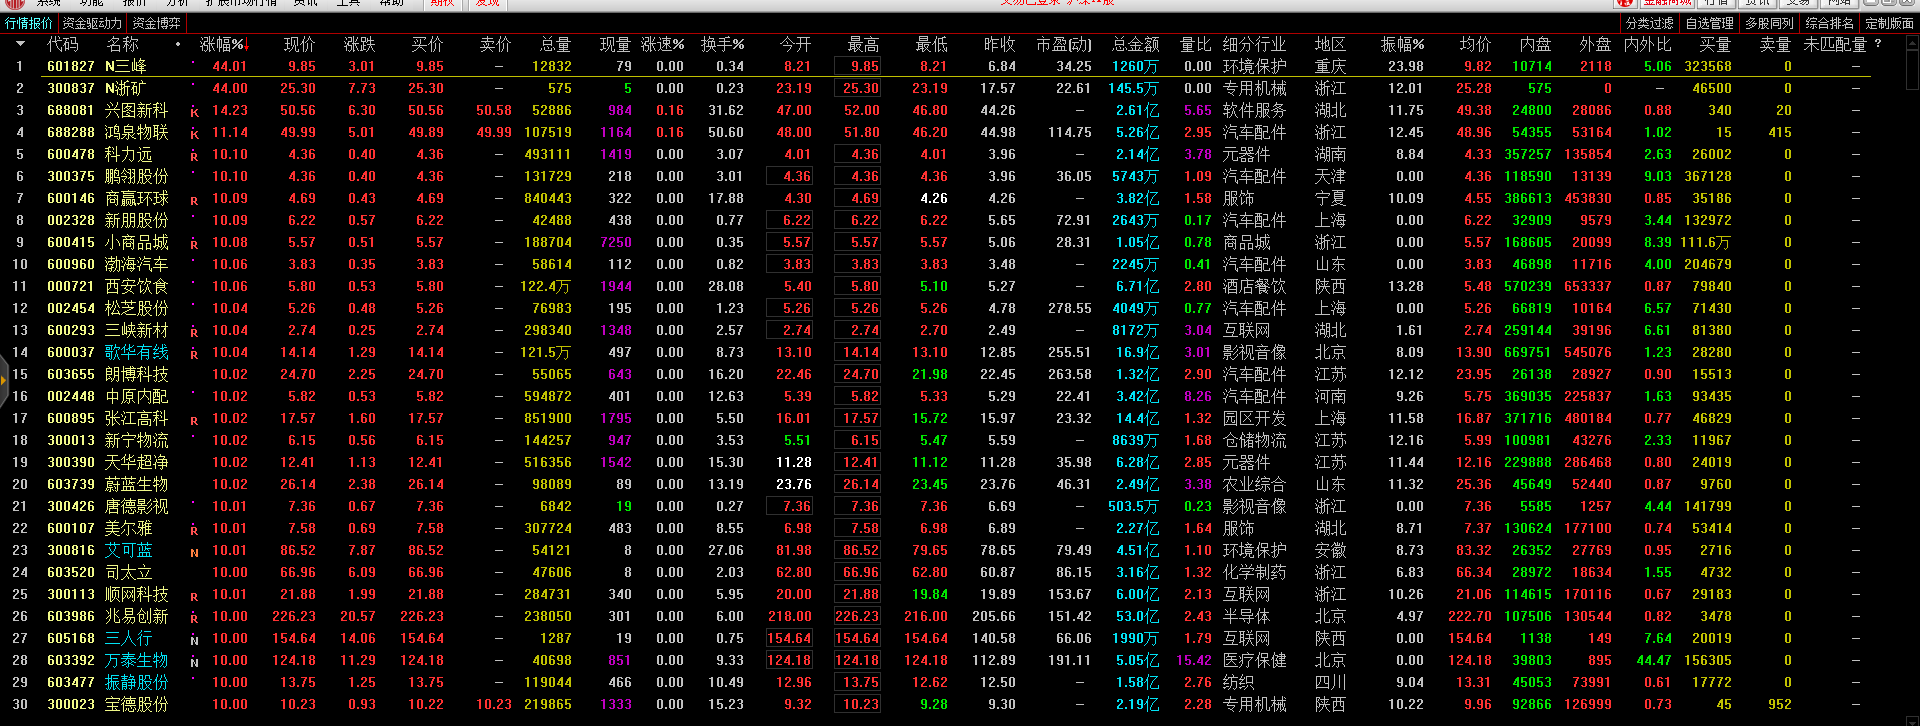 系统 功能 报价 分析 扩展市场行情 资讯 工具 帮助 期权 发现 交易已登录 金融商城 行情 资讯 交易 网站
行情报价 资金驱动力 资金博弈 分类过滤 自选管理 多股同列 综合排名 定制版面
代码 名称 涨幅%↓ 现价 涨跌 买价 卖价 总量 现量 涨速% 换手% 今开 最高 最低 昨收 市盈(动) 总金额 量比 细分行业 地区 振幅% 均价 内盘 外盘 内外比 买量 卖量 未匹配量 ?
1 601827 N三峰 44.01 9.85 3.01 9.85 — 12832 79 0.00 0.34 8.21 9.85 8.21 6.84 34.25 1260万 0.00 环境保护 重庆 23.98 9.82 10714 2118 5.06 323568 0 —
2 300837 N浙矿 44.00 25.30 7.73 25.30 — 575 5 0.00 0.23 23.19 25.30 23.19 17.57 22.61 145.5万 0.00 专用机械 浙江 12.01 25.28 575 0 — 46500 0 —
3 688081 兴图新科 K 14.23 50.56 6.30 50.56 50.58 52886 984 0.16 31.62 47.00 52.00 46.80 44.26 — 2.61亿 5.65 软件服务 湖北 11.75 49.38 24800 28086 0.88 340 20 —
4 688288 鸿泉物联 K 11.14 49.99 5.01 49.89 49.99 107519 1164 0.16 50.60 48.00 51.80 46.20 44.98 114.75 5.26亿 2.95 汽车配件 浙江 12.45 48.96 54355 53164 1.02 15 415 —
5 600478 科力远 R 10.10 4.36 0.40 4.36 — 493111 1419 0.00 3.07 4.01 4.36 4.01 3.96 — 2.14亿 3.78 元器件 湖南 8.84 4.33 357257 135854 2.63 26002 0 —
6 300375 鹏翎股份 10.10 4.36 0.40 4.36 — 131729 218 0.00 3.01 4.36 4.36 4.36 3.96 36.05 5743万 1.09 汽车配件 天津 0.00 4.36 118590 13139 9.03 367128 0 —
7 600146 商赢环球 R 10.09 4.69 0.43 4.69 — 840443 322 0.00 17.88 4.30 4.69 4.26 4.26 — 3.82亿 1.58 服饰 宁夏 10.09 4.55 386613 453830 0.85 35186 0 —
8 002328 新朋股份 10.09 6.22 0.57 6.22 — 42488 438 0.00 0.77 6.22 6.22 6.22 5.65 72.91 2643万 0.17 汽车配件 上海 0.00 6.22 32909 9579 3.44 132972 0 —
9 600415 小商品城 R 10.08 5.57 0.51 5.57 — 188704 7250 0.00 0.35 5.57 5.57 5.57 5.06 28.31 1.05亿 0.78 商品城 浙江 0.00 5.57 168605 20099 8.39 111.6万 0 —
10 600960 渤海汽车 10.06 3.83 0.35 3.83 — 58614 112 0.00 0.82 3.83 3.83 3.83 3.48 — 2245万 0.41 汽车配件 山东 0.00 3.83 46898 11716 4.00 204679 0 —
11 000721 西安饮食 10.06 5.80 0.53 5.80 — 122.4万 1944 0.00 28.08 5.40 5.80 5.10 5.27 — 6.71亿 2.80 酒店餐饮 陕西 13.28 5.48 570239 653337 0.87 79840 0 —
12 002454 松芝股份 10.04 5.26 0.48 5.26 — 76983 195 0.00 1.23 5.26 5.26 5.26 4.78 278.55 4049万 0.77 汽车配件 上海 0.00 5.26 66819 10164 6.57 71430 0 —
13 600293 三峡新材 R 10.04 2.74 0.25 2.74 — 298340 1348 0.00 2.57 2.74 2.74 2.70 2.49 — 8172万 3.04 互联网 湖北 1.61 2.74 259144 39196 6.61 81380 0 —
14 600037 歌华有线 R 10.04 14.14 1.29 14.14 — 121.5万 497 0.00 8.73 13.10 14.14 13.10 12.85 255.51 16.9亿 3.01 影视音像 北京 8.09 13.90 669751 545076 1.23 28280 0 —
15 603655 朗博科技 10.02 24.70 2.25 24.70 — 55065 643 0.00 16.20 22.46 24.70 21.98 22.45 263.58 1.32亿 2.90 汽车配件 江苏 12.12 23.95 26138 28927 0.90 15513 0 —
16 002448 中原内配 10.02 5.82 0.53 5.82 — 594872 401 0.00 12.63 5.39 5.82 5.33 5.29 22.41 3.42亿 8.26 汽车配件 河南 9.26 5.75 369035 225837 1.63 93435 0 —
17 600895 张江高科 R 10.02 17.57 1.60 17.57 — 851900 1795 0.00 5.50 16.01 17.57 15.72 15.97 23.32 14.4亿 1.32 园区开发 上海 11.58 16.87 371716 480184 0.77 46829 0 —
18 300013 新宁物流 10.02 6.15 0.56 6.15 — 144257 947 0.00 3.53 5.51 6.15 5.47 5.59 — 8639万 1.68 仓储物流 江苏 12.16 5.99 100981 43276 2.33 11967 0 —
19 300390 天华超净 10.02 12.41 1.13 12.41 — 516356 1542 0.00 15.30 11.28 12.41 11.12 11.28 35.98 6.28亿 2.85 元器件 江苏 11.44 12.16 229888 286468 0.80 24019 0 —
20 603739 蔚蓝生物 10.02 26.14 2.38 26.14 — 98089 89 0.00 13.19 23.76 26.14 23.45 23.76 46.31 2.49亿 3.38 农业综合 山东 11.32 25.36 45649 52440 0.87 9760 0 —
21 300426 唐德影视 10.01 7.36 0.67 7.36 — 6842 19 0.00 0.27 7.36 7.36 7.36 6.69 — 503.5万 0.23 影视音像 浙江 0.00 7.36 5585 1257 4.44 141799 0 —
22 600107 美尔雅 R 10.01 7.58 0.69 7.58 — 307724 483 0.00 8.55 6.98 7.58 6.98 6.89 — 2.27亿 1.64 服饰 湖北 8.71 7.37 130624 177100 0.74 53414 0 —
23 300816 艾可蓝 N 10.01 86.52 7.87 86.52 — 54121 8 0.00 27.06 81.98 86.52 79.65 78.65 79.49 4.51亿 1.10 环境保护 安徽 8.73 83.32 26352 27769 0.95 2716 0 —
24 603520 司太立 10.00 66.96 6.09 66.96 — 47606 8 0.00 2.03 62.80 66.96 62.80 60.87 86.15 3.16亿 1.32 化学制药 浙江 6.83 66.34 28972 18634 1.55 4732 0 —
25 300113 顺网科技 R 10.01 21.88 1.99 21.88 — 284731 340 0.00 5.95 20.00 21.88 19.84 19.89 153.67 6.00亿 2.13 互联网 浙江 10.26 21.06 114615 170116 0.67 29183 0 —
26 603986 兆易创新 R 10.00 226.23 20.57 226.23 — 238050 301 0.00 6.00 218.00 226.23 216.00 205.66 151.42 53.0亿 2.43 半导体 北京 4.97 222.70 107506 130544 0.82 3478 0 —
27 605168 三人行 N 10.00 154.64 14.06 154.64 — 1287 19 0.00 0.75 154.64 154.64 154.64 140.58 66.06 1990万 1.79 互联网 陕西 0.00 154.64 1138 149 7.64 20019 0 —
28 603392 万泰生物 N 10.00 124.18 11.29 124.18 — 40698 851 0.00 9.33 124.18 124.18 124.18 112.89 191.11 5.05亿 15.42 医疗保健 北京 0.00 124.18 39803 895 44.47 156305 0 —
29 603477 振静股份 10.00 13.75 1.25 13.75 — 119044 466 0.00 10.49 12.96 13.75 12.62 12.50 — 1.58亿 2.76 纺织 四川 9.04 13.31 45053 73991 0.61 17772 0 —
30 300023 宝德股份 10.00 10.23 0.93 10.22 10.23 219865 1333 0.00 15.23 9.32 10.23 9.28 9.30 — 2.19亿 2.28 专用机械 陕西 10.22 9.96 92866 126999 0.73 45 952 —